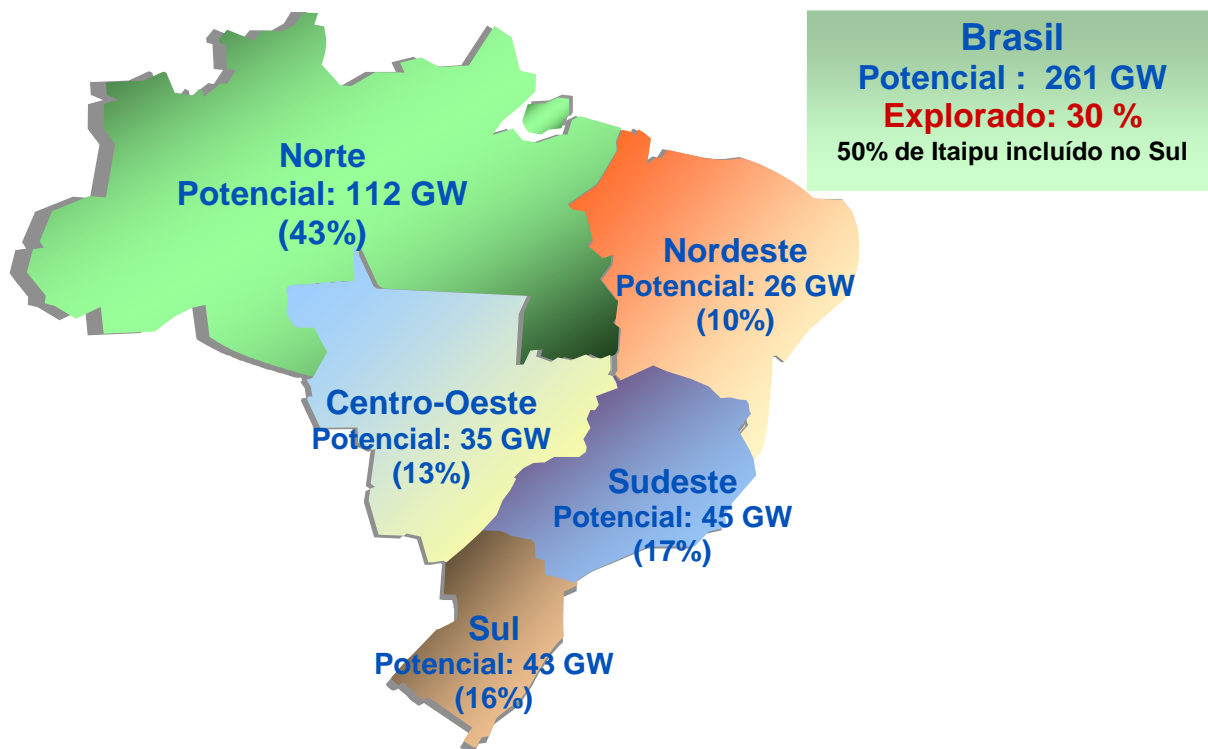 Brasil
Potencial : 261 GW
Explorado: 30 %
50% de Itaipu incluído no Sul
Norte
Potencial: 112 GW
(43%)
Nordeste
Potencial: 26 GW
(10%)
Centro-Oeste
Potencial: 35 GW
(13%)
Sudeste
Potencial: 45 GW
(17%)
Sul
Potencial: 43 GW
(16%)